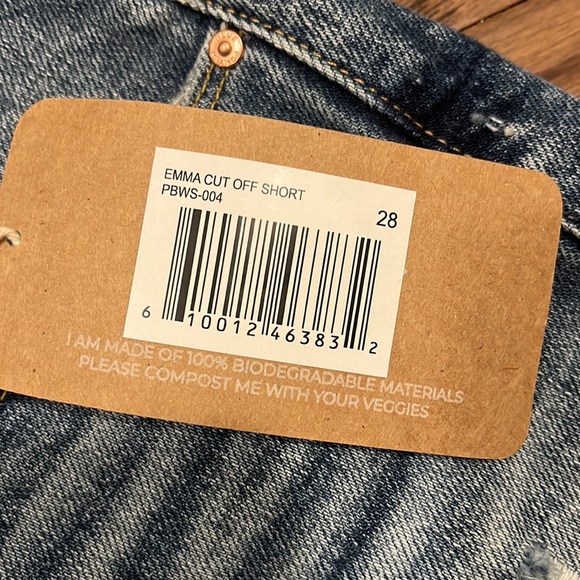 EMMA CUT OFF SHORT
PBWS-004
28
6 10012 46383 2
I AM MADE OF 100% BIODEGRADABLE MATERIALS
PLEASE COMPOST ME WITH YOUR VEGGIES